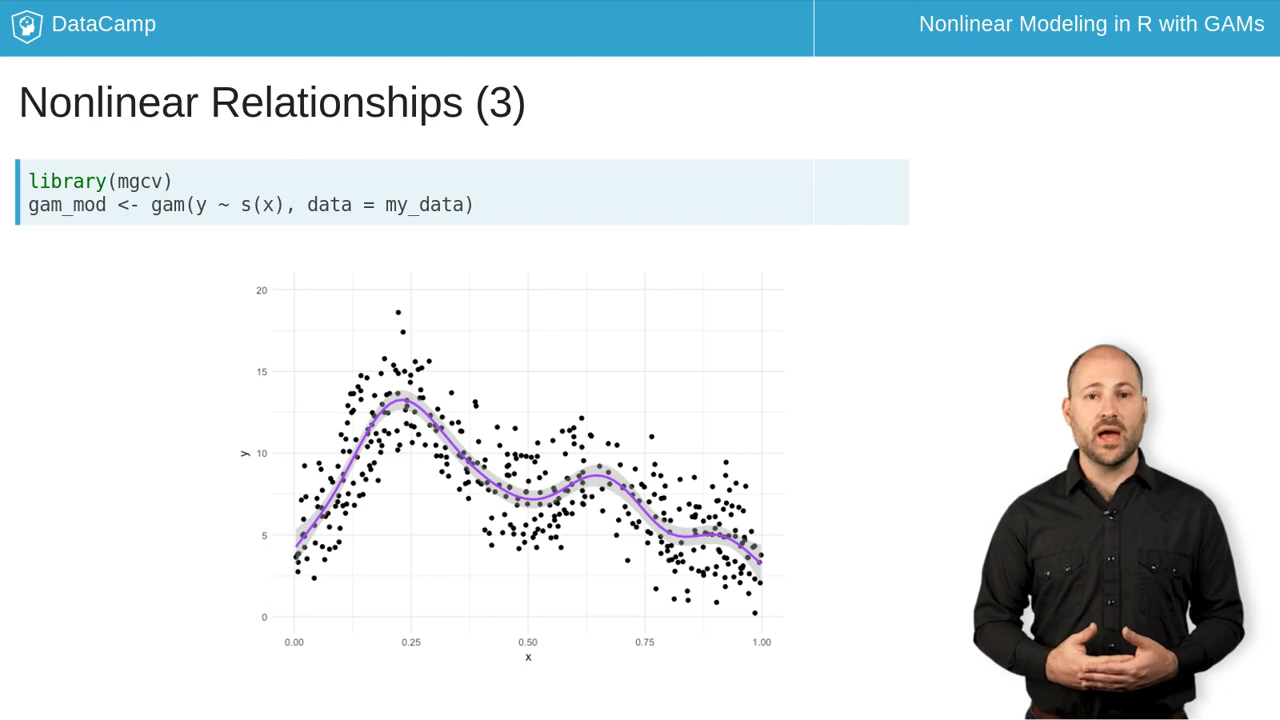 DataCamp
Nonlinear Modeling in R with GAMs
Nonlinear Relationships (3)
library(mgcv)
gam_mod <- gam(y ~ s(x), data = my_data)
20
15
10
5
0
y
0.00 0.25 0.50 0.75 1.00
x